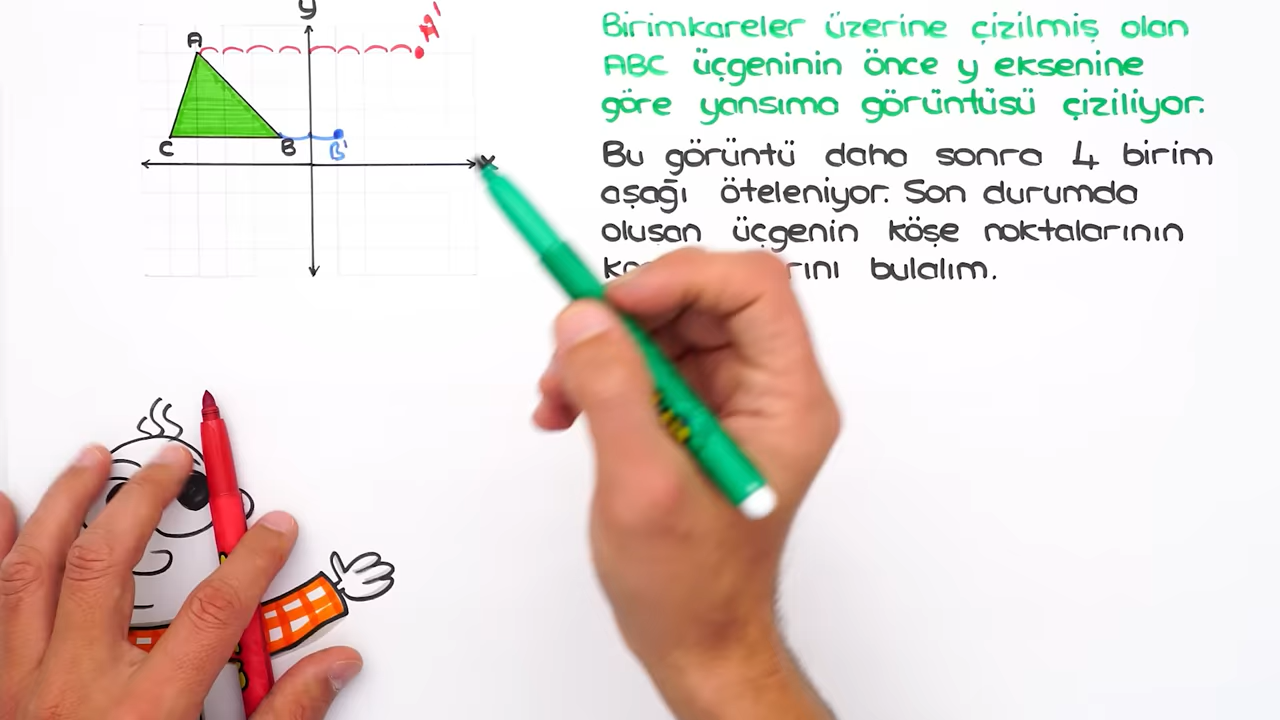 y
A'
A
C
B
B'
x
Birimkareler üzerine çizilmiş olan
ABC üçgeninin önce y eksenine
göre yansıma görüntüsü çiziliyor.
Bu görüntü daha sonra 4 birim
aşağı öteleniyor. Son durumda
oluşan üçgenin köşe noktalarının
bulalım.